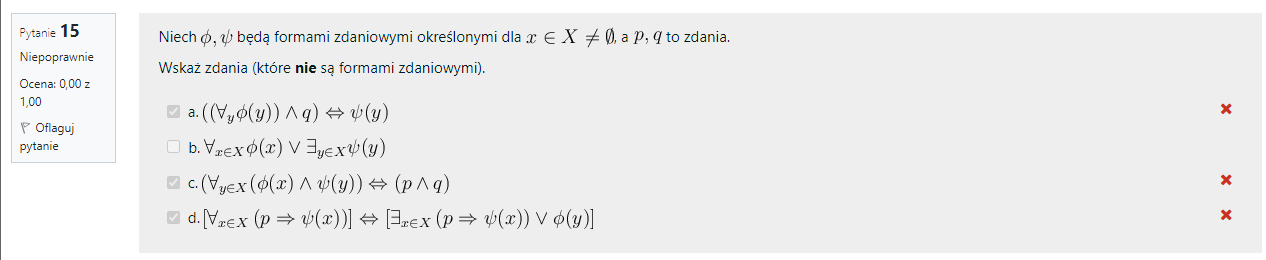 Pytanie 15
Niepoprawnie
Ocena: 0,00 z
1,00
Oflaguj
pytanie
Niech ϕ, ψ będą formami zdaniowymi określonymi dla x ∈ X ≠ ∅, a p, q to zdania.
Wskaż zdania (które nie są formami zdaniowymi).
a. ((∀_y ϕ(y)) ∧ q) ⇔ ψ(y)
b. ∀_{x∈X} ϕ(x) ∨ ∃_{y∈X} ψ(y)
c. (∀_{y∈X} (ϕ(x) ∧ ψ(y)) ⇔ (p ∧ q)
d. [∀_{x∈X} (p ⇒ ψ(x))] ⇔ [∃_{x∈X} (p ⇒ ψ(x)) ∨ ϕ(y)]